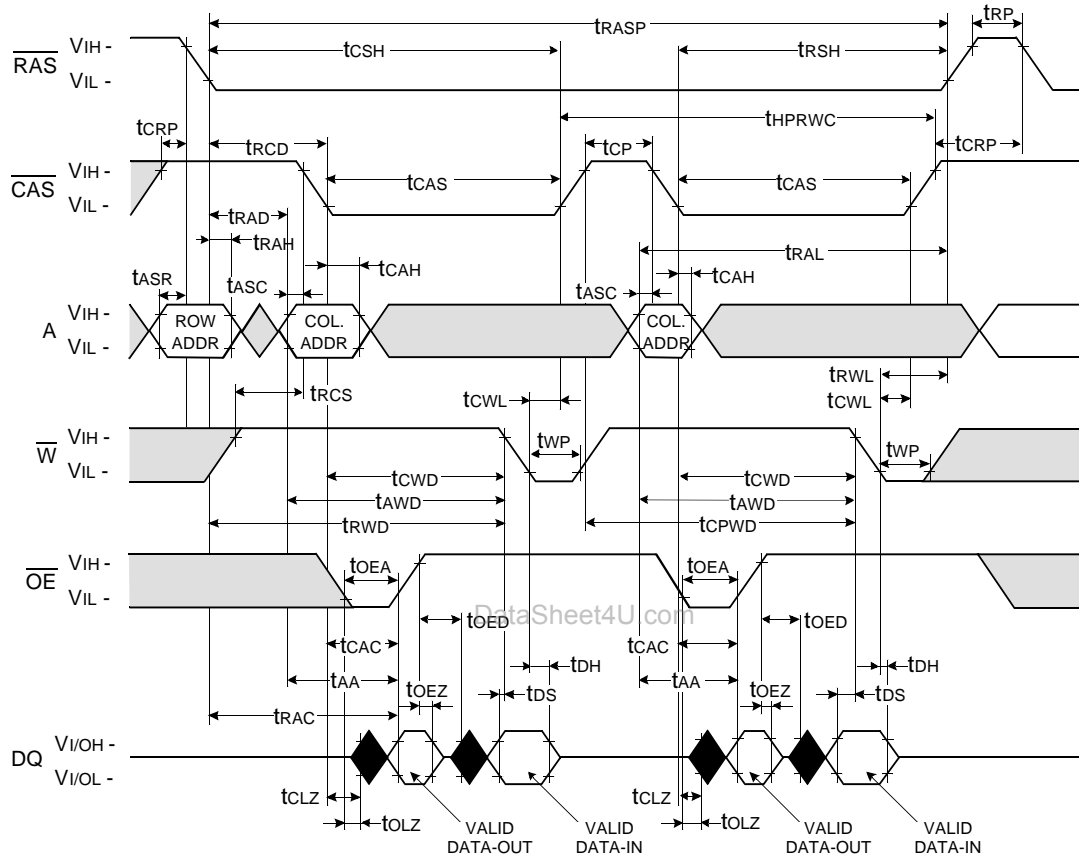 tRASP
tRP
tCSH
tRSH
RAS
VIH -
VIL -
tHPRWC
tCRP
tRCD
tCP
tCRP
CAS
VIH -
VIL -
tCAS
tCAS
tRAD
tRAH
tCAH
tRAL
tASR
tASC
tASC
tCAH
A
VIH -
VIL -
ROW
ADDR
COL.
ADDR
COL.
ADDR
tRWL
tRCS
tCWL
tCWL
W
VIH -
VIL -
tWP
tWP
tCWD
tCWD
tAWD
tAWD
tRWD
tCPWD
OE
VIH -
VIL -
tOEA
tOEA
DataSheet4U.com
tOED
tOED
tCAC
tCAC
tDH
tDH
tAA
tAA
tOEZ
tDS
tOEZ
tDS
tRAC
DQ
VI/OH -
VI/OL -
tCLZ
tCLZ
tOLZ
tOLZ
VALID
DATA-OUT
VALID
DATA-IN
VALID
DATA-OUT
VALID
DATA-IN